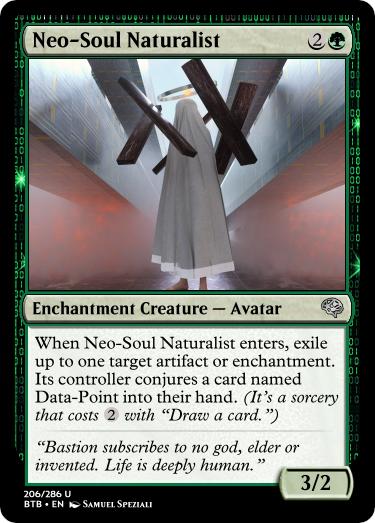 Neo-Soul Naturalist 2
Enchantment Creature — Avatar
When Neo-Soul Naturalist enters, exile
up to one target artifact or enchantment.
Its controller conjures a card named
Data-Point into their hand. (It's a sorcery
that costs 2 with “Draw a card.”)
“Bastion subscribes to no god, elder or
invented. Life is deeply human.”
3/2
206/286 U
BTB • EN Samuel Speziali